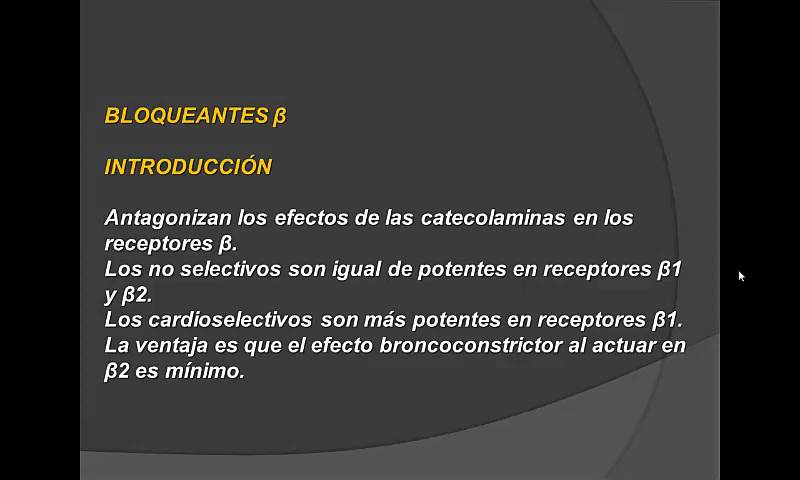 BLOQUEANTES β
INTRODUCCIÓN
Antagonizan los efectos de las catecolaminas en los
receptores β.
Los no selectivos son igual de potentes en receptores β1
y β2.
Los cardioselectivos son más potentes en receptores β1.
La ventaja es que el efecto broncoconstrictor al actuar en
β2 es mínimo.